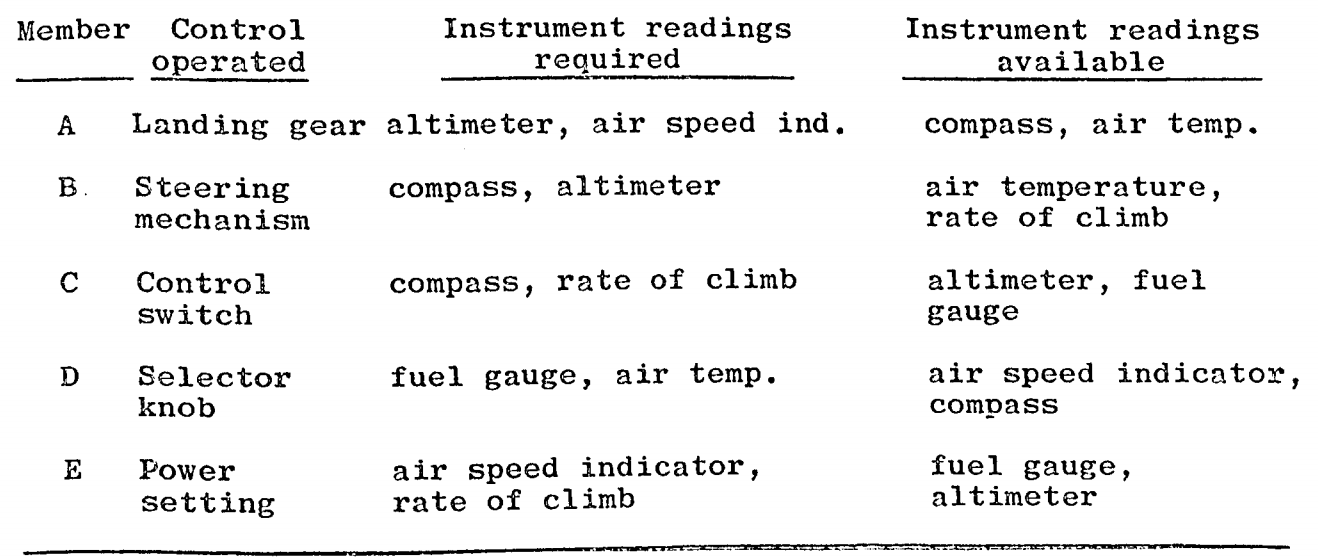 Member Control Instrument readings Instrument readings
operated required available
A Landing gear altimeter, air speed ind. compass, air temp.
B. Steering compass, altimeter air temperature,
mechanism rate of climb
C Control compass, rate of climb altimeter, fuel
switch gauge
D Selector fuel gauge, air temp. air speed indicator,
knob compass
E Power air speed indicator, fuel gauge,
setting rate of climb altimeter